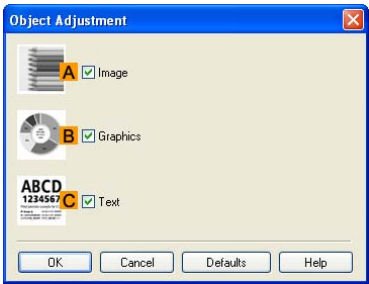 Object Adjustment
A Image
B Graphics
ABCD
1234567
C Text
OK Cancel Defaults Help